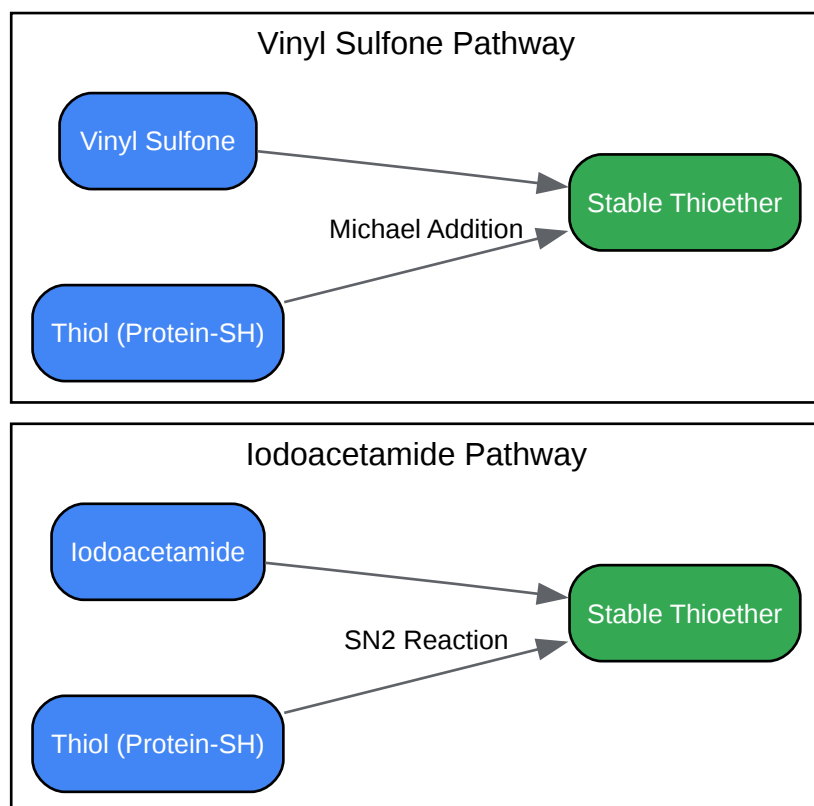 Vinyl Sulfone Pathway
Vinyl Sulfone
Stable Thioether
Michael Addition
Thiol (Protein-SH)
Iodoacetamide Pathway
Iodoacetamide
Stable Thioether
SN2 Reaction
Thiol (Protein-SH)